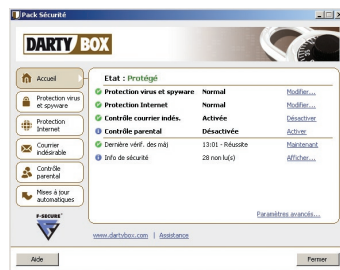 Pack Sécurité
DARTY BOX
Accueil
Protection virus et spyware
Protection Internet
Courrier indésirable
Contrôle parental
Mises à jour automatiques
F-SECURE
Etat : Protégé
Protection virus et spyware Normal Modifier...
Protection Internet Normal Modifier...
Contrôle courrier indés. Activée Désactiver
Contrôle parental Désactivée Activer
Dernière vérif. des màj 13:01 - Réussite Maintenant
Info de sécurité 28 non lu(s) Afficher...
Paramètres avancés...
www.dartybox.com | Assistance
Aide
Fermer